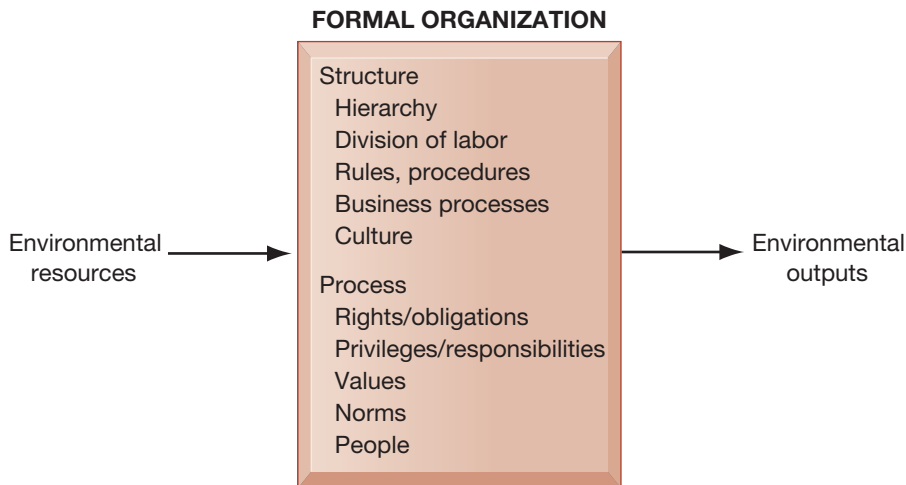 FORMAL ORGANIZATION
Structure
Hierarchy
Division of labor
Rules, procedures
Business processes
Culture
Environmental
resources
Environmental
outputs
Process
Rights/obligations
Privileges/responsibilities
Values
Norms
People